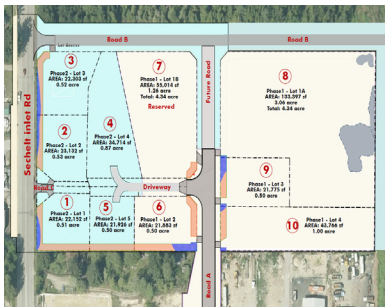 Road B
Road B
3
Phase2 - Lot 3
AREA: 22,303 sf
0.52 acre
7
Phase1 - Lot 1B
AREA: 55,014 sf
1.26 acre
Total: 4.34 acre
Reserved
8
Phase1 - Lot 1A
AREA: 133,397 sf
3.06 acre
4.34 acre
Future Road
Sechelt inlet Rd
2
Phase2 - Lot 2
AREA: 23,132 sf
0.53 acre
4
Phase2 - Lot 4
AREA: 34,714 sf
0.87 acre
9
Phase1 - Lot 3
AREA: 21,775 sf
0.50 acre
Road
Driveway
1
Phase2 - Lot 1
AREA: 22,152 sf
0.51 acre
5
Phase2 - Lot 5
AREA: 21,926 sf
0.50 acre
6
Phase1 - Lot 2
AREA: 21,883 sf
0.50 acre
10
Phase1 - Lot 4
AREA: 43,766 sf
1.00 acre
Road A